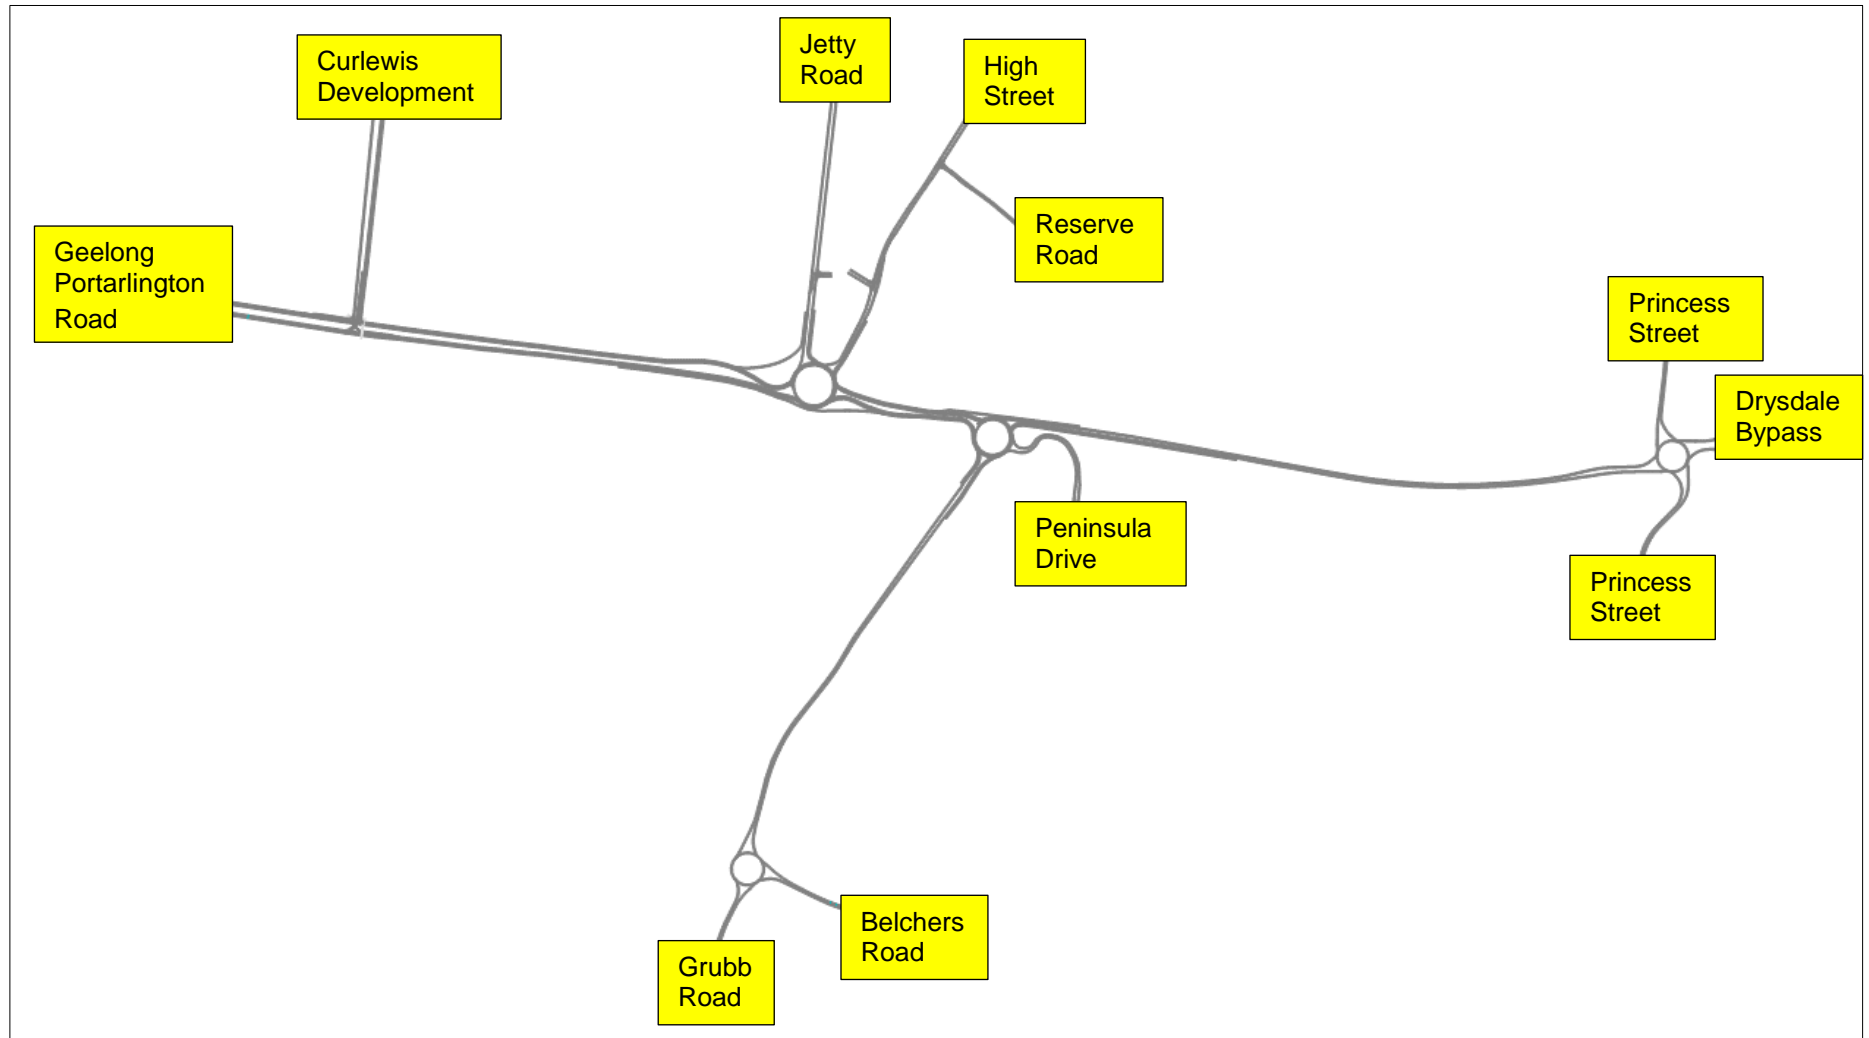 Curlewis
Development
Jetty
Road
High
Street
Reserve
Road
Geelong
Portarlington
Road
Princess
Street
Drysdale
Bypass
Peninsula
Drive
Princess
Street
Belchers
Road
Grubb
Road